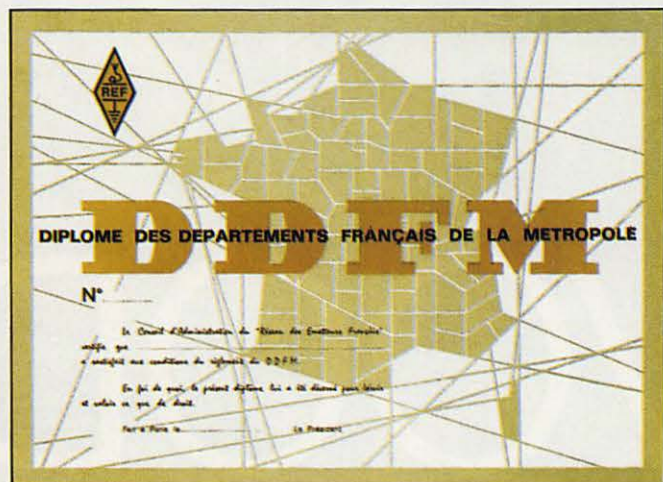 REF
DDFM
DIPLOME DES DEPARTEMENTS FRANÇAIS DE LA METROPOLE
N°
Le Conseil d'Administration du "Réseau des Emetteurs Français"
certifie que
a satisfait aux conditions du règlement du D.D.F.M.
En foi de quoi, le présent diplôme lui a été décerné pour valoir
et valoir ce que de droit.
Fait à Paris le Le Président